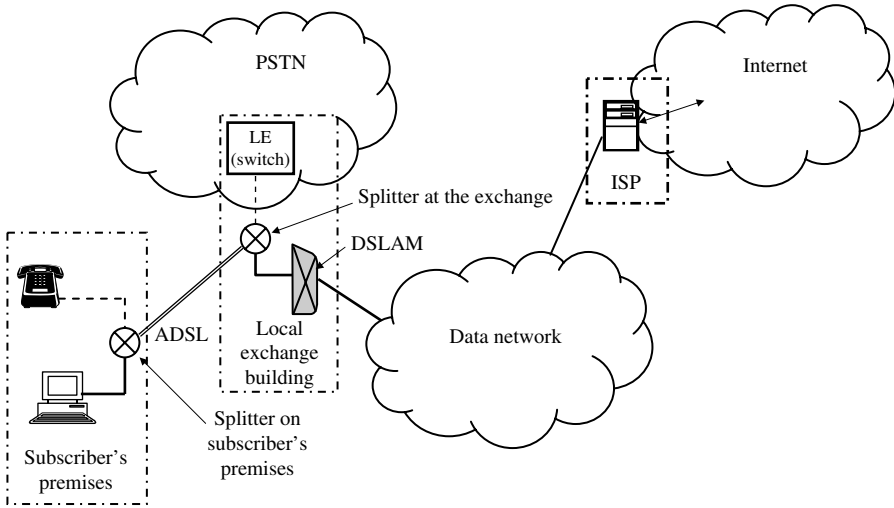 PSTN
Internet
LE
(switch)
ISP
Splitter at the exchange
DSLAM
Data network
ADSL
Local
exchange
building
Splitter on
subscriber's
premises
Subscriber's
premises